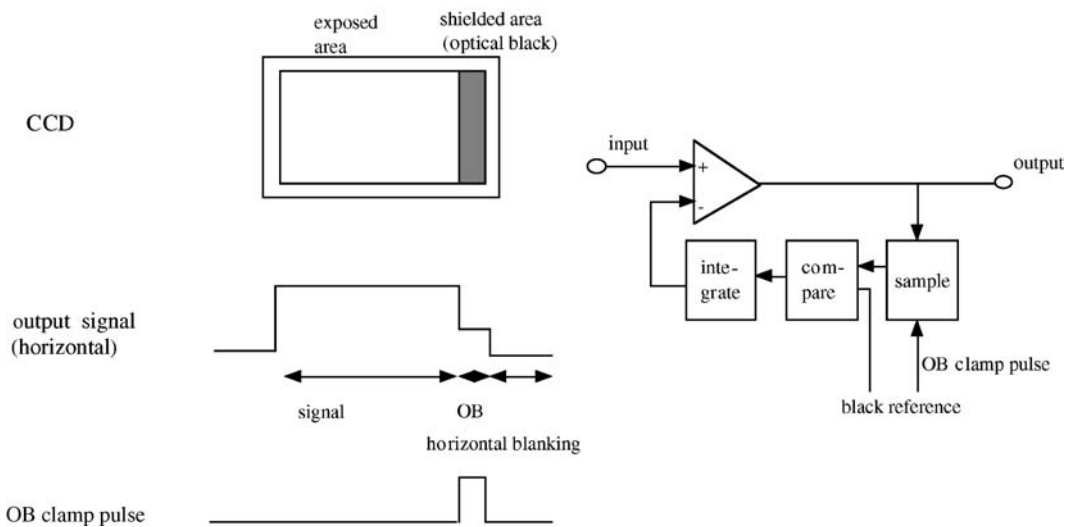 exposed
area
shielded area
(optical black)
CCD
input
+
-
output
inte-
grate
com-
pare
sample
OB clamp pulse
black reference
output signal
(horizontal)
signal
OB
horizontal blanking
OB clamp pulse